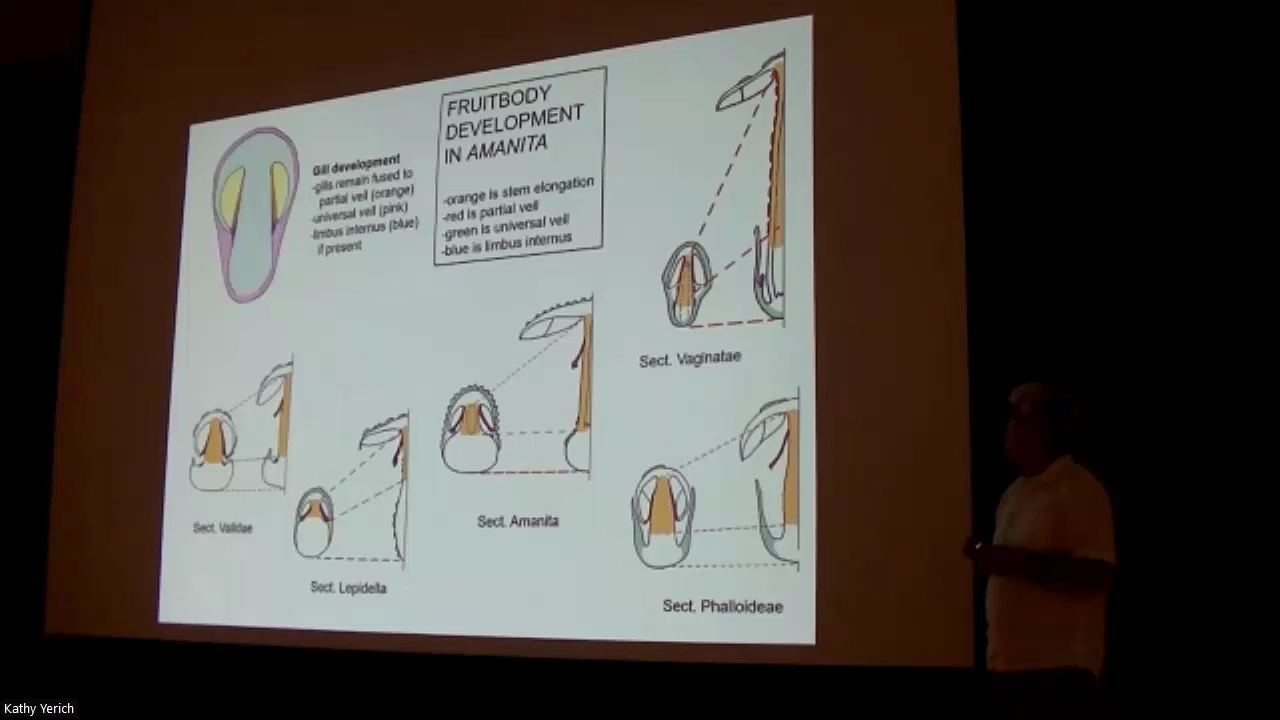 FRUITBODY
DEVELOPMENT
IN AMANITA
-orange is stem elongation
-red is partial veil
-green is universal veil
-blue is limbus internus
Gill development
-gills remain fused to
partial veil (orange)
-universal veil (pink)
-limbus internus (blue)
if present
Sect. Vaginatae
Sect. Validae
Sect. Lepidella
Sect. Amanita
Sect. Phalloideae
Kathy Yerich